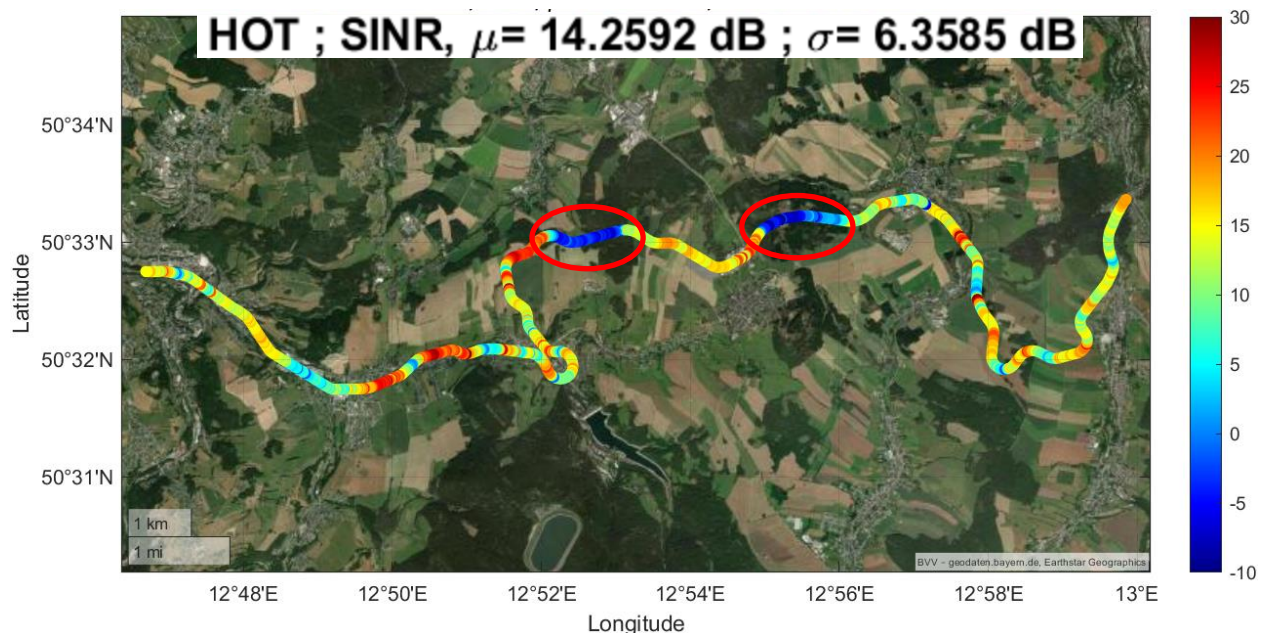 HOT ; SINR, μ= 14.2592 dB ; σ= 6.3585 dB
30
25
20
15
10
5
0
-5
-10
50°34'N
50°33'N
50°32'N
50°31'N
Latitude
1 km
1 mi
BVV - geodaten.bayern.de, Earthstar Geographics
12°48'E
12°50'E
12°52'E
12°54'E
12°56'E
12°58'E
13°E
Longitude